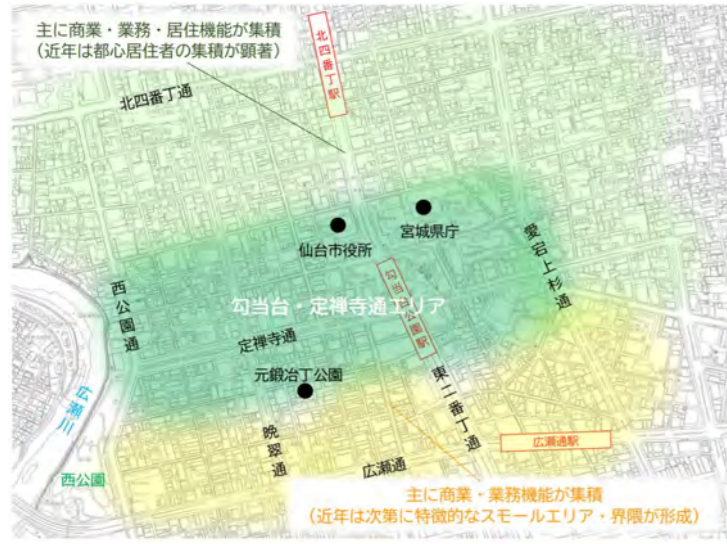 主に商業・業務・居住機能が集積
（近年は都心居住者の集積が顕著）
北四番丁駅
北四番丁通
宮城県庁
仙台市役所
愛宕上杉通
西公園通
勾当台公園駅
勾当台・定禅寺通エリア
定禅寺通
元鍛冶丁公園
東二番丁通
広瀬川
晩翠通
広瀬通駅
広瀬通
西公園
主に商業・業務機能が集積
（近年は次第に特徴的なスモールエリア・界隈が形成）